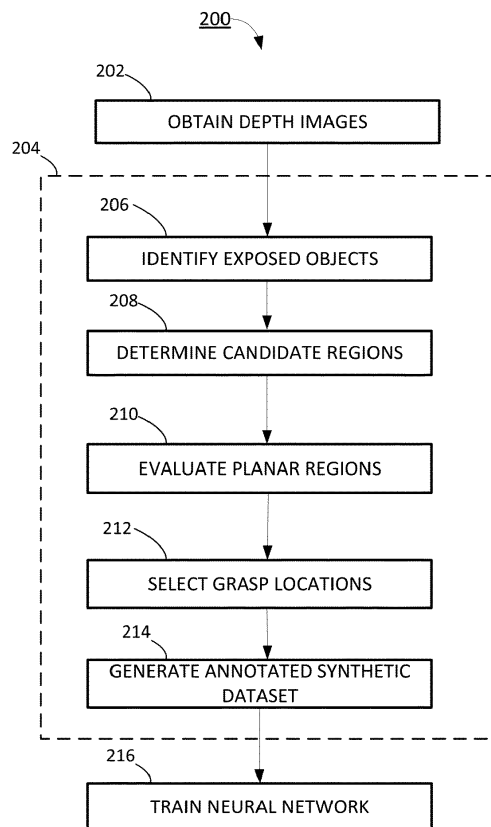 200
202
OBTAIN DEPTH IMAGES
204
206
IDENTIFY EXPOSED OBJECTS
208
DETERMINE CANDIDATE REGIONS
210
EVALUATE PLANAR REGIONS
212
SELECT GRASP LOCATIONS
214
GENERATE ANNOTATED SYNTHETIC
DATASET
216
TRAIN NEURAL NETWORK